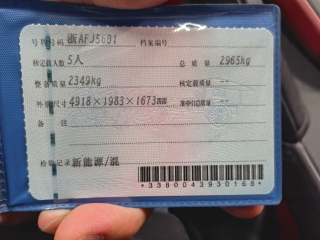 号牌号码 浙AFJ5691 档案编号
核定载人数 5人 总质量 2965kg
整备质量 2349kg 核定载质量 --
外廓尺寸 4918×1983×1673mm 准牵引总质量 --
备注
检验记录 新能源/混
*3380043930168*